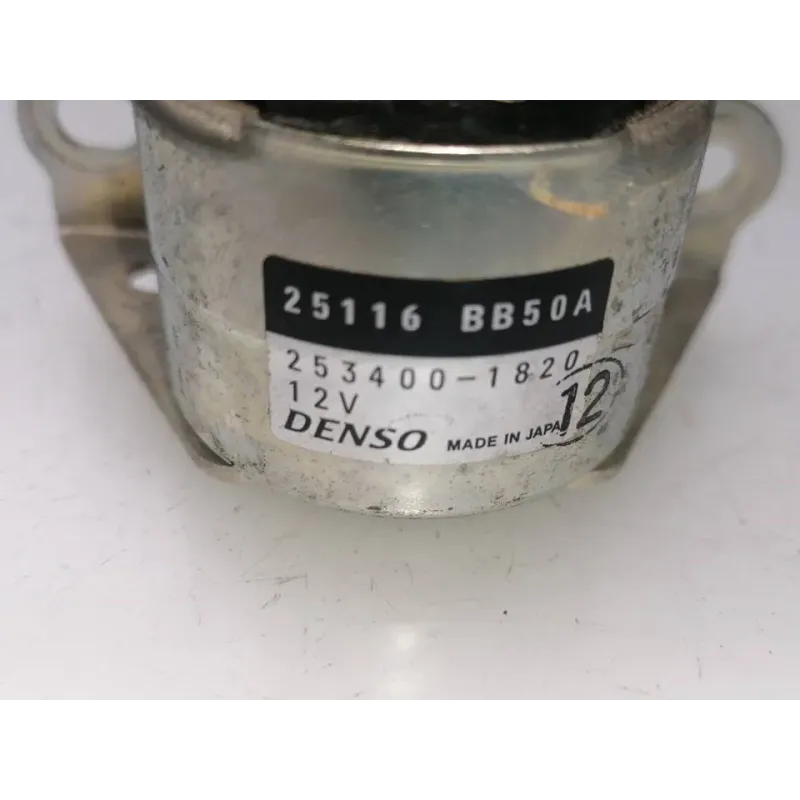 25116 BB50A
253400-1820
12V
DENSO MADE IN JAPAN
12